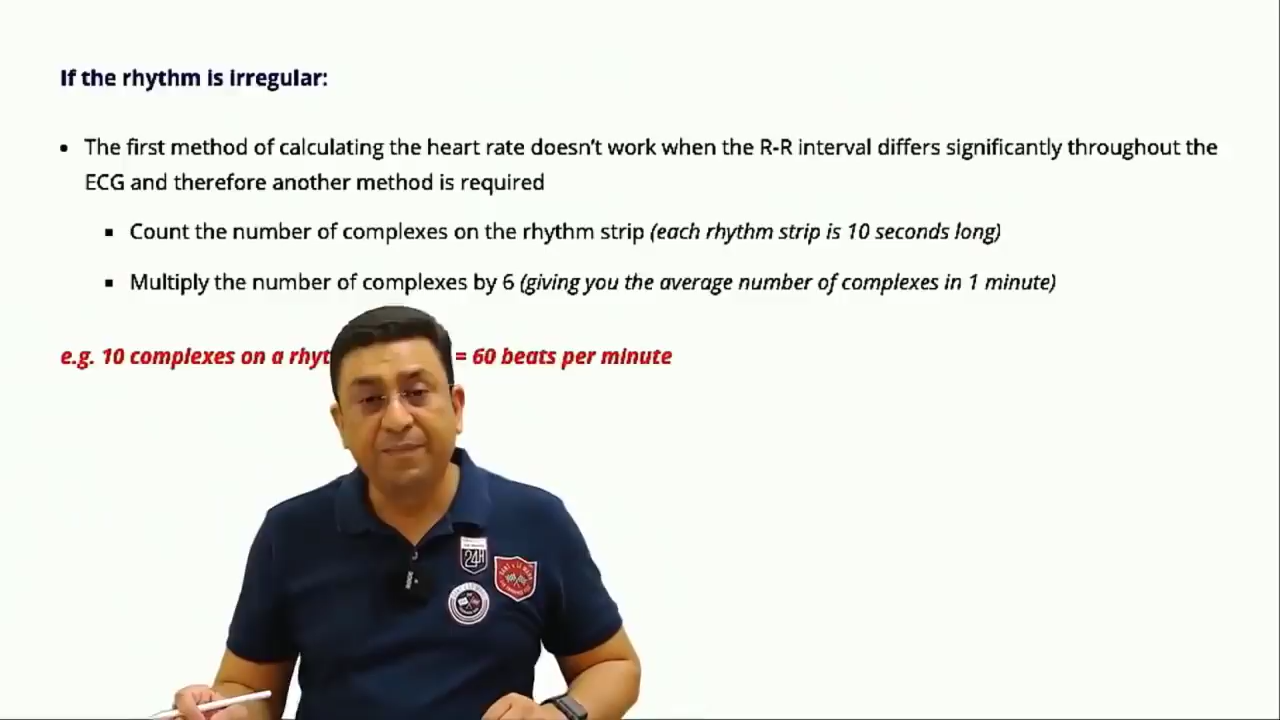 If the rhythm is irregular:
• The first method of calculating the heart rate doesn't work when the R-R interval differs significantly throughout the
ECG and therefore another method is required
▪ Count the number of complexes on the rhythm strip (each rhythm strip is 10 seconds long)
▪ Multiply the number of complexes by 6 (giving you the average number of complexes in 1 minute)
e.g. 10 complexes on a = 60 beats per minute
24H